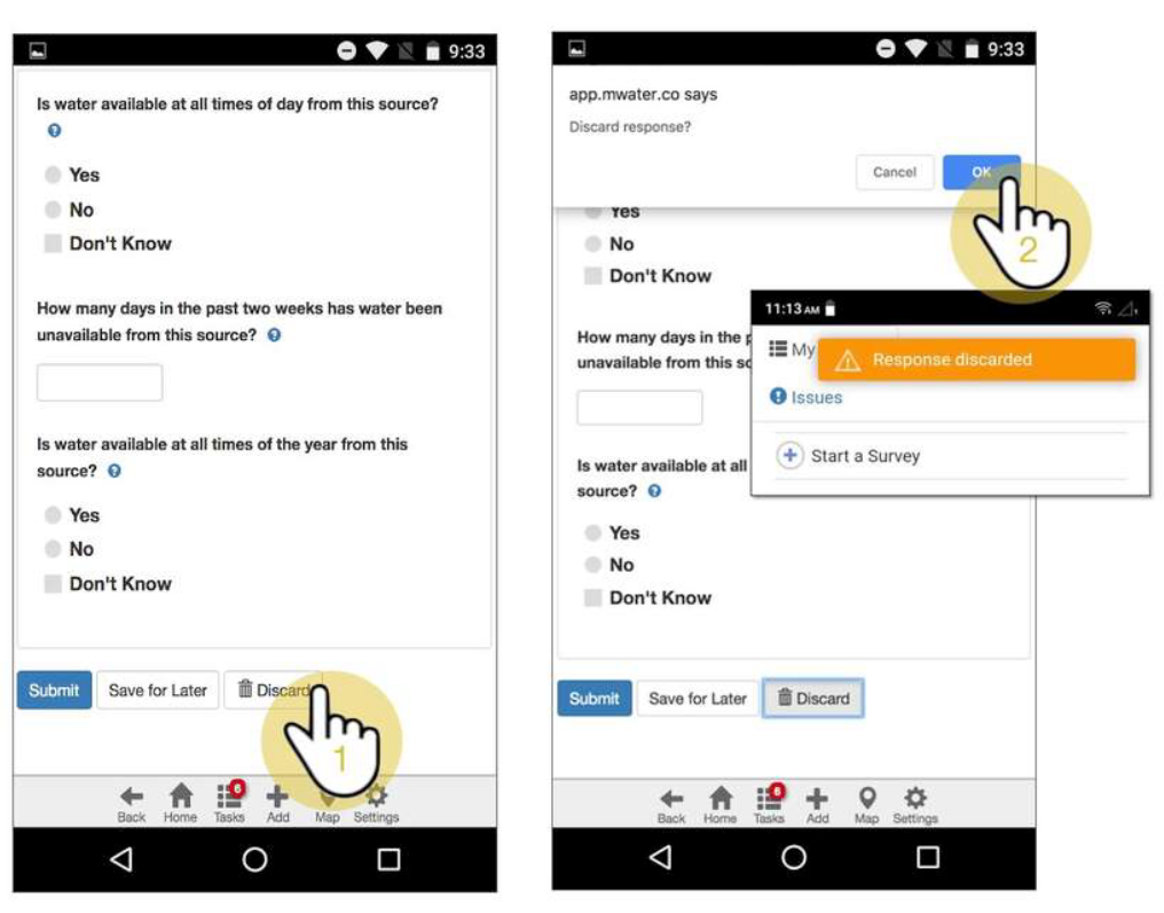 9:33
Is water available at all times of day from this source?
Yes
No
Don't Know
How many days in the past two weeks has water been
unavailable from this source?
Is water available at all times of the year from this
source?
Yes
No
Don't Know
Submit
Save for Later
Discard
1
6
Back
Home
Tasks
Add
Map
Settings
9:33
app.mwater.co says
Discard response?
Cancel
OK
2
Yes
No
Don't Know
How many days in the
unavailable from this
Is water available at all
source?
Yes
No
Don't Know
11:13 AM
My
Response discarded
Issues
Start a Survey
Submit
Save for Later
Discard
6
Back
Home
Tasks
Add
Map
Settings